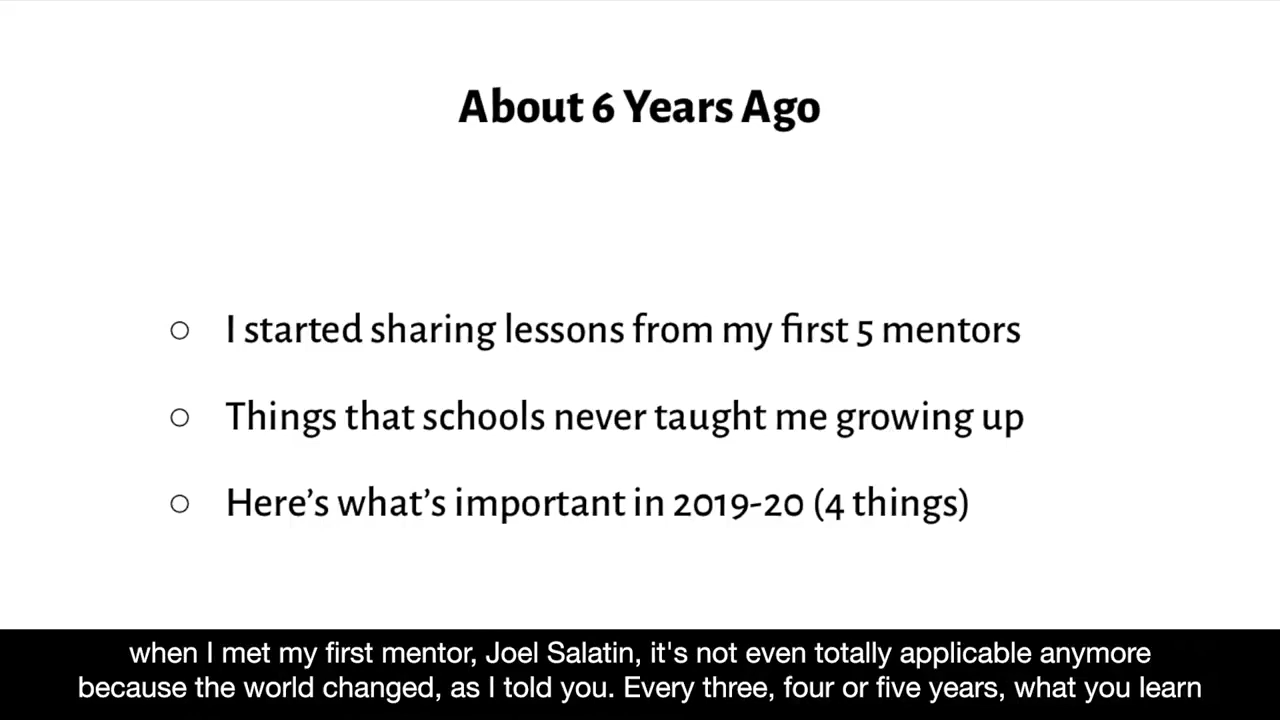 About 6 Years Ago
○ I started sharing lessons from my first 5 mentors
○ Things that schools never taught me growing up
○ Here's what's important in 2019-20 (4 things)
when I met my first mentor, Joel Salatin, it's not even totally applicable anymore
because the world changed, as I told you. Every three, four or five years, what you learn